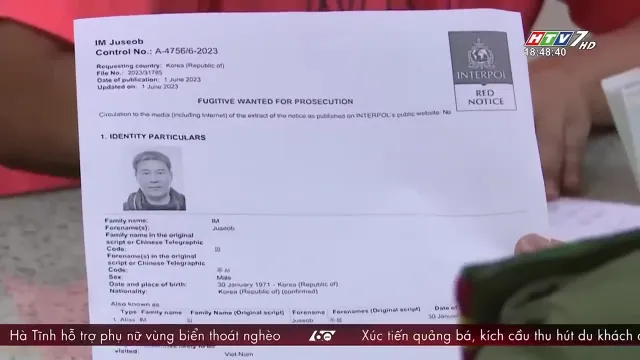 HTV7 HD
18:48:40
IM Juseob
Control No.: A-4756/6-2023
Requesting country: Korea (Republic of)
File No.: 2023/31785
Date of publication: 1 June 2023
Updated on: 1 June 2023
INTERPOL
RED
NOTICE
FUGITIVE WANTED FOR PROSECUTION
Circulation to the media (including Internet) of the extract of the notice as published on INTERPOL's public website: No
1. IDENTITY PARTICULARS
Family name: IM
Forename(s): Juseob
Family name in the original
script or Chinese Telegraphic
Code:
Forename(s) in the original
script or Chinese Telegraphic
Code:
Sex: Male
Date and place of birth: 30 January 1971 - Korea (Republic of)
Nationality: Korea (Republic of) (confirmed)
Also known as
Type Family name Family name (Original script) Forename Forenames (Original script) Date of
1. Alias IM Juseob 30 Janua
Hà Tĩnh hỗ trợ phụ nữ vùng biển thoát nghèo
60
Xúc tiến quảng bá, kích cầu thu hút du khách
visited: Viet Nam